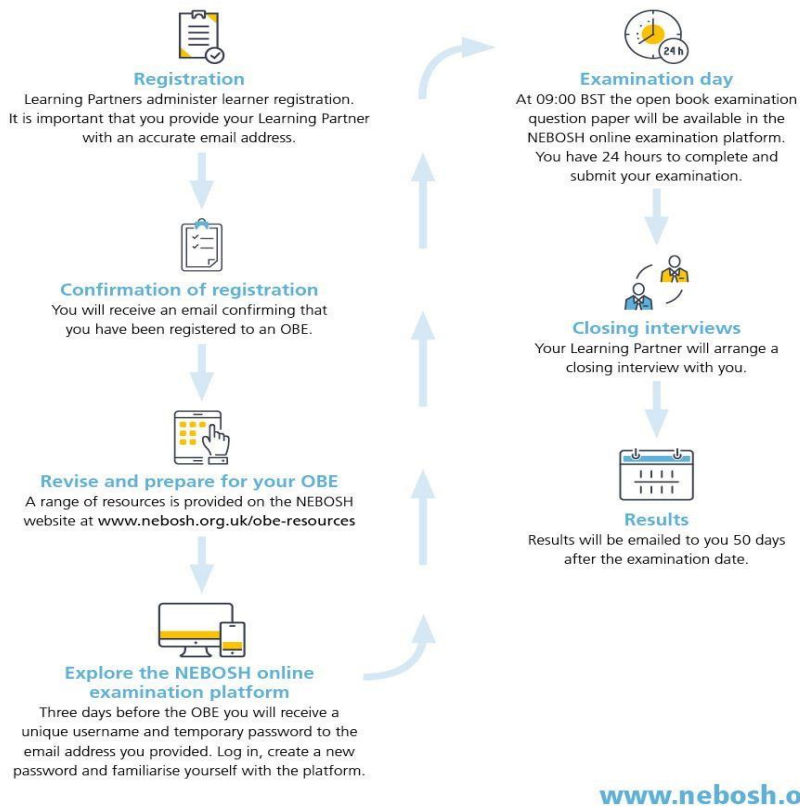 Registration
Learning Partners administer learner registration.
It is important that you provide your Learning Partner
with an accurate email address.
Confirmation of registration
You will receive an email confirming that
you have been registered to an OBE.
Revise and prepare for your OBE
A range of resources is provided on the NEBOSH
website at www.nebosh.org.uk/obe-resources
Explore the NEBOSH online
examination platform
Three days before the OBE you will receive a
unique username and temporary password to the
email address you provided. Log in, create a new
password and familiarise yourself with the platform.
24 h
Examination day
At 09:00 BST the open book examination
question paper will be available in the
NEBOSH online examination platform.
You have 24 hours to complete and
submit your examination.
Closing interviews
Your Learning Partner will arrange a
closing interview with you.
Results
Results will be emailed to you 50 days
after the examination date.
www.nebosh.o